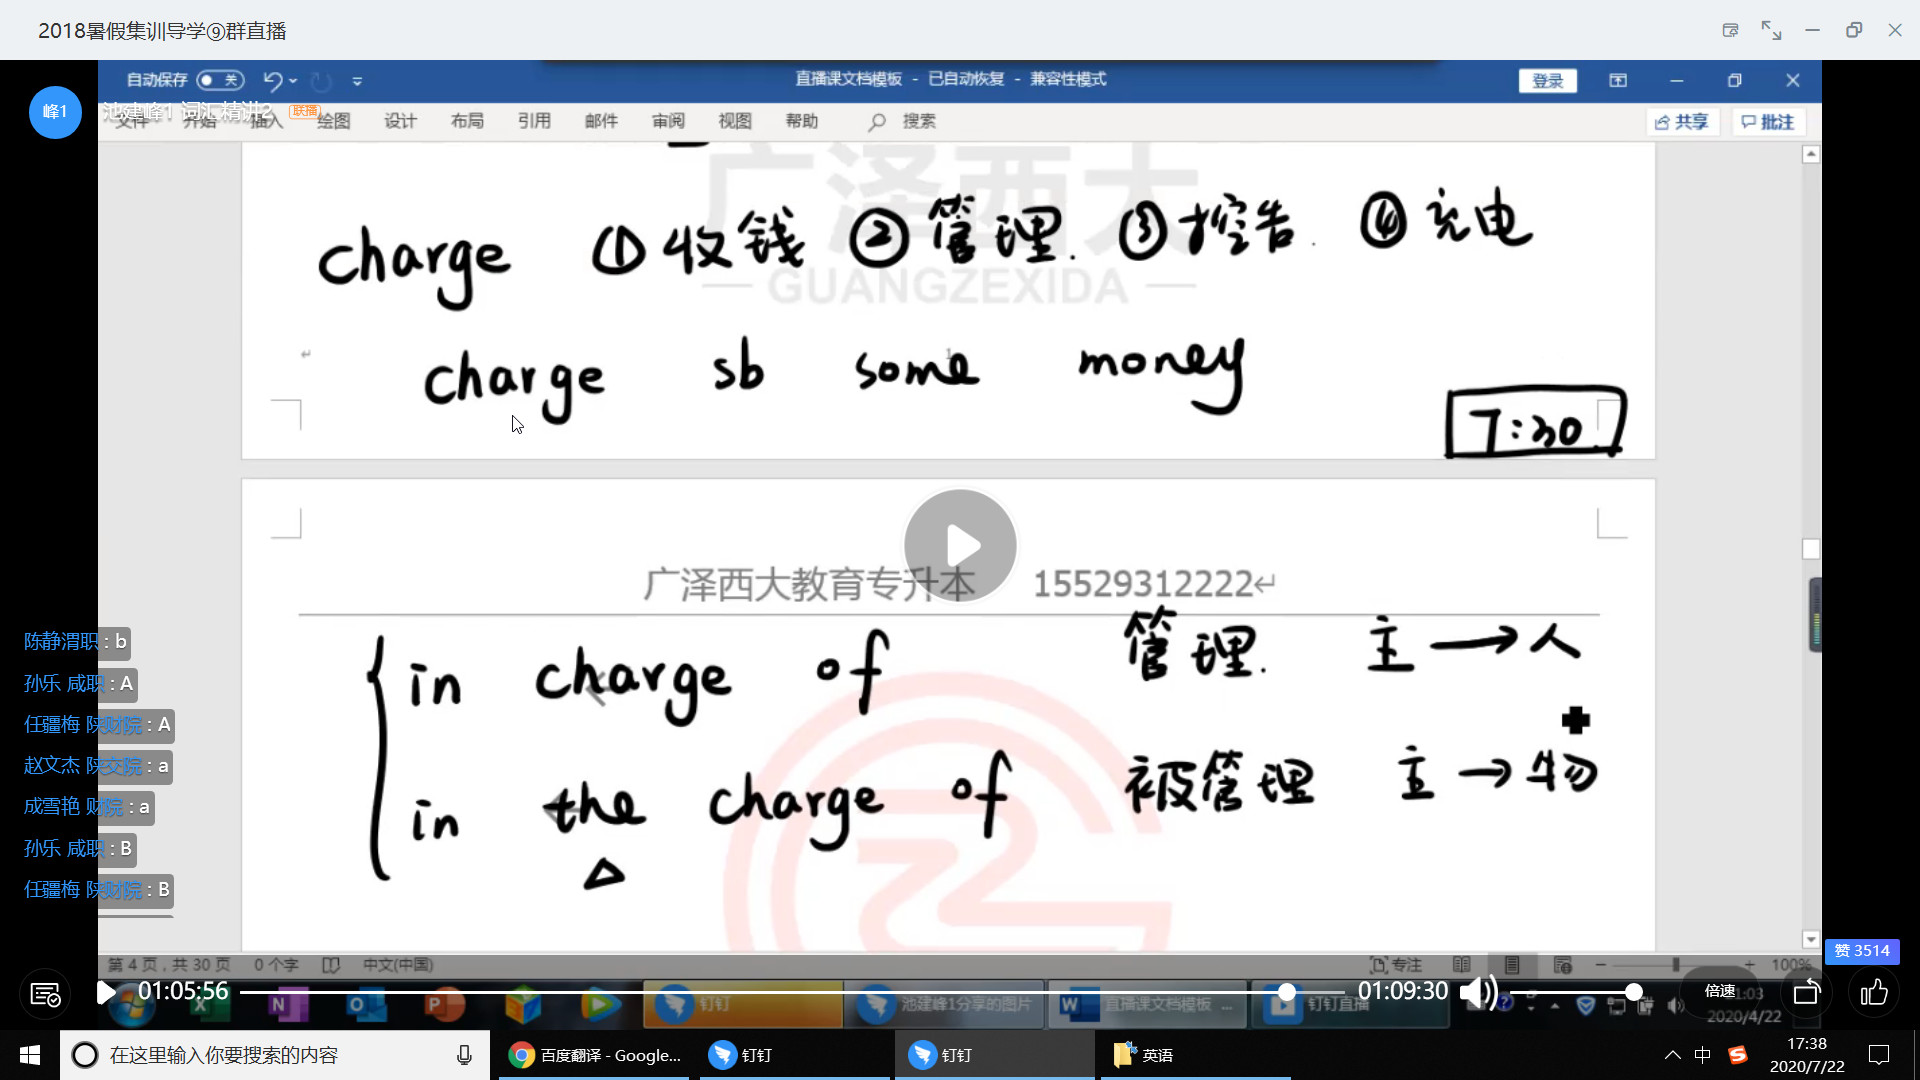 2018暑假集训导学⑨群直播
自动保存 关
直播课文档模板 - 已自动恢复 - 兼容性模式
登录
峰1
池建峰1 词汇精讲2 联播
文件 开始 插入 绘图 设计 布局 引用 邮件 审阅 视图 帮助 搜索
共享 批注
广泽西大
GUANGZEXIDA
charge ①收钱 ②管理. ③控告. ④充电
1
charge sb some money
7:30
广泽西大教育专升本 15529312222
in charge of 管理. 主→人
in the charge of 被管理 主→物
陈静渭职 : b
孙乐 咸职 : A
任疆梅 陕财院 : A
赵文杰 陕交院 : a
成雪艳 财院 : a
孙乐 咸职 : B
任疆梅 陕财院 : B
赞 3514
第 4 页，共 30 页 0 个字 中文(中国)
专注 100%
01:05:56
01:09:30
倍速
钉钉
池建峰1分享的图片
直播课文档模板 ...
钉钉直播
2020/4/22
在这里输入你要搜索的内容
百度翻译 - Google...
钉钉
钉钉
英语
中
17:38
2020/7/22